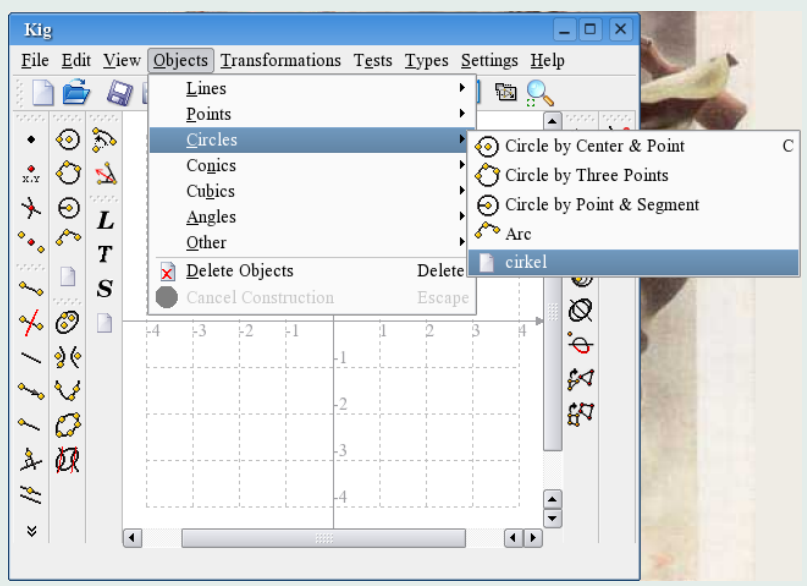 Kig
File Edit View Objects Transformations Tests Types Settings Help
Lines
Points
Circles
Conics
Cubics
Angles
Other
Delete Objects Delete
Cancel Construction Escape
Circle by Center & Point C
Circle by Three Points
Circle by Point & Segment
Arc
cirkel
X.Y
L
T
S
-4 -3 -2 -1 1 2 3 4
-1
-2
-3
-4